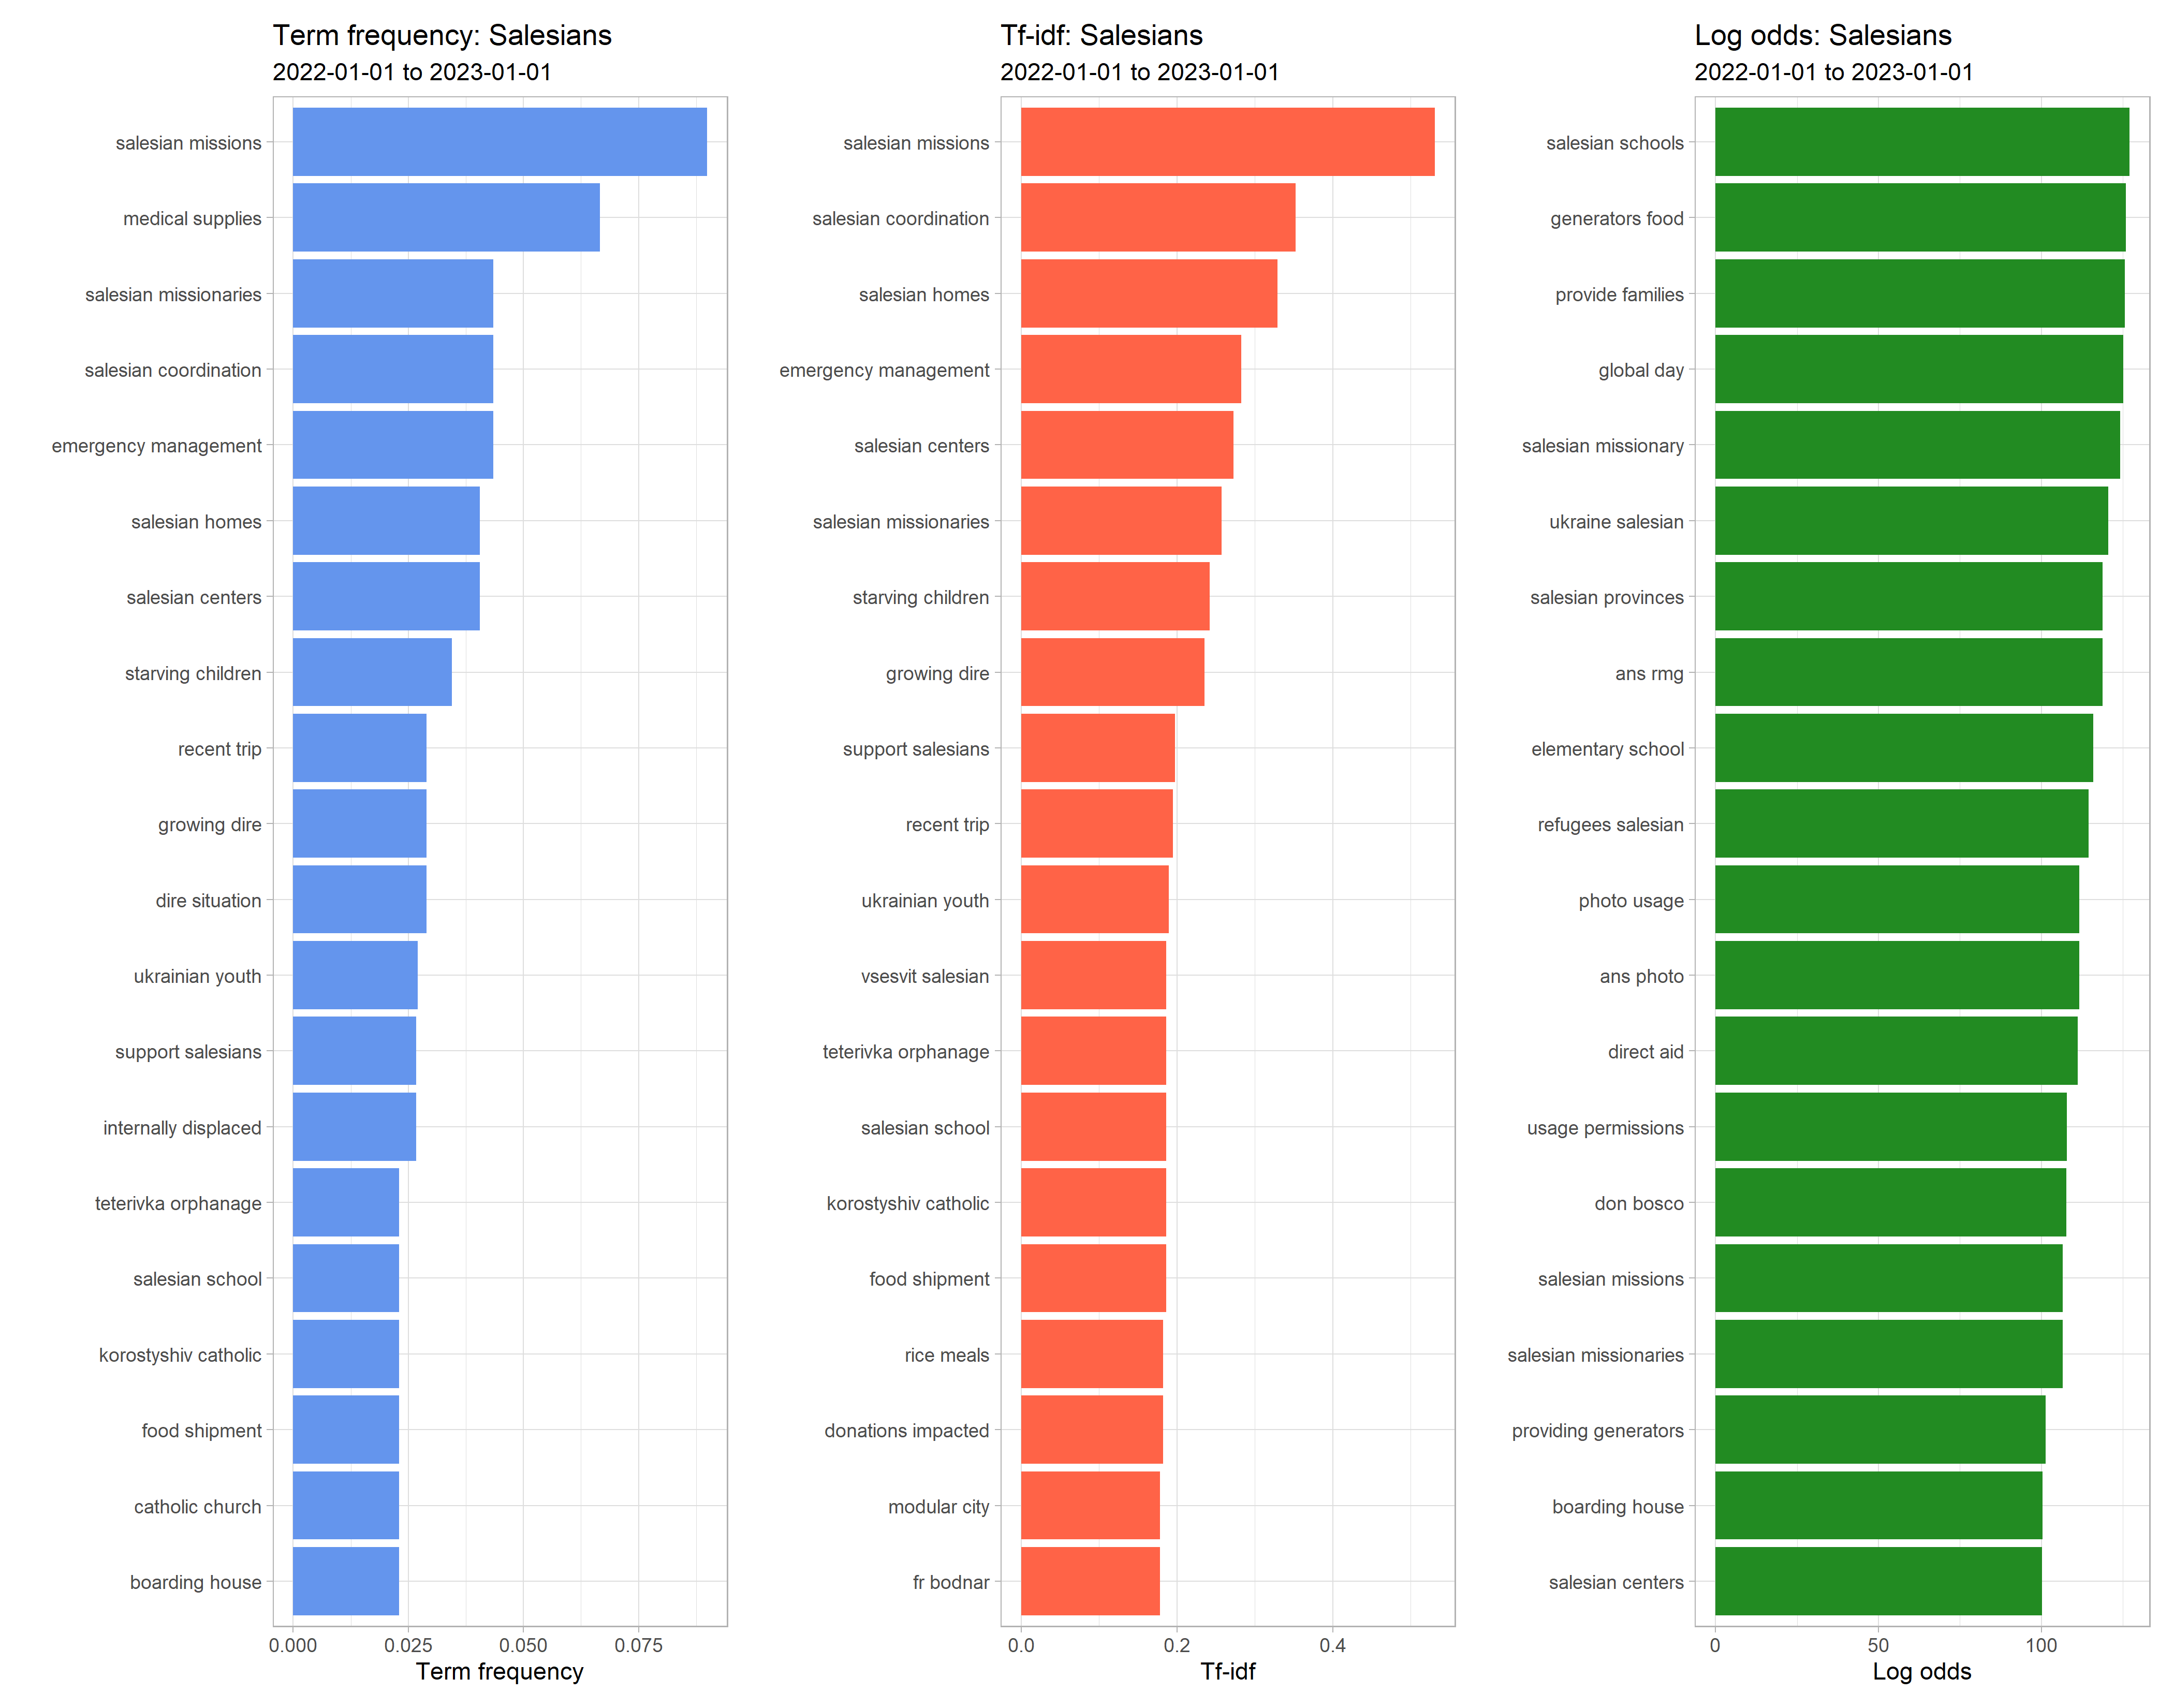 Term frequency: Salesians
2022-01-01 to 2023-01-01
salesian missions
medical supplies
salesian missionaries
salesian coordination
emergency management
salesian homes
salesian centers
starving children
recent trip
growing dire
dire situation
ukrainian youth
support salesians
internally displaced
teterivka orphanage
salesian school
korostyshiv catholic
food shipment
catholic church
boarding house
0.000 0.025 0.050 0.075
Term frequency
Tf-idf: Salesians
2022-01-01 to 2023-01-01
salesian missions
salesian coordination
salesian homes
emergency management
salesian centers
salesian missionaries
starving children
growing dire
support salesians
recent trip
ukrainian youth
vsesvit salesian
teterivka orphanage
salesian school
korostyshiv catholic
food shipment
rice meals
donations impacted
modular city
fr bodnar
0.0 0.2 0.4
Tf-idf
Log odds: Salesians
2022-01-01 to 2023-01-01
salesian schools
generators food
provide families
global day
salesian missionary
ukraine salesian
salesian provinces
ans rmg
elementary school
refugees salesian
photo usage
ans photo
direct aid
usage permissions
don bosco
salesian missions
salesian missionaries
providing generators
boarding house
salesian centers
0 50 100
Log odds